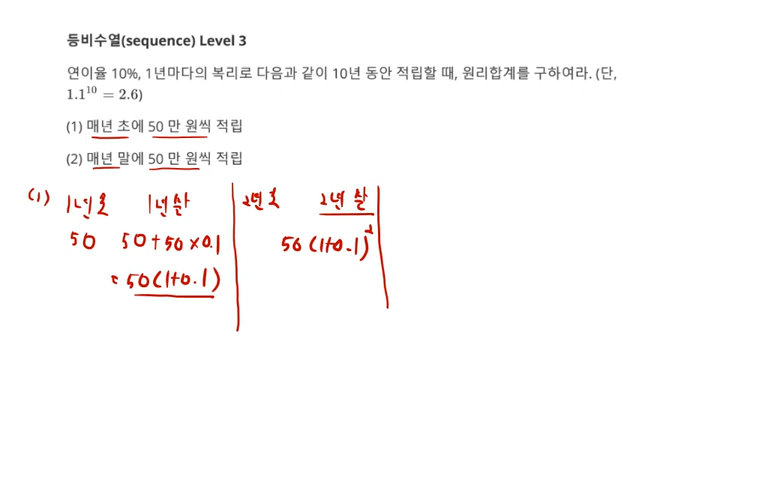 등비수열(sequence) Level 3
연이율 10%, 1년마다의 복리로 다음과 같이 10년 동안 적립할 때, 원리합계를 구하여라. (단,
1.1^10 = 2.6)
(1) 매년 초에 50 만 원씩 적립
(2) 매년 말에 50 만 원씩 적립
(1) 1년초 1년말 2년초 2년 말
50 50+50×0.1 50(1+0.1)^2
= 50(1+0.1)